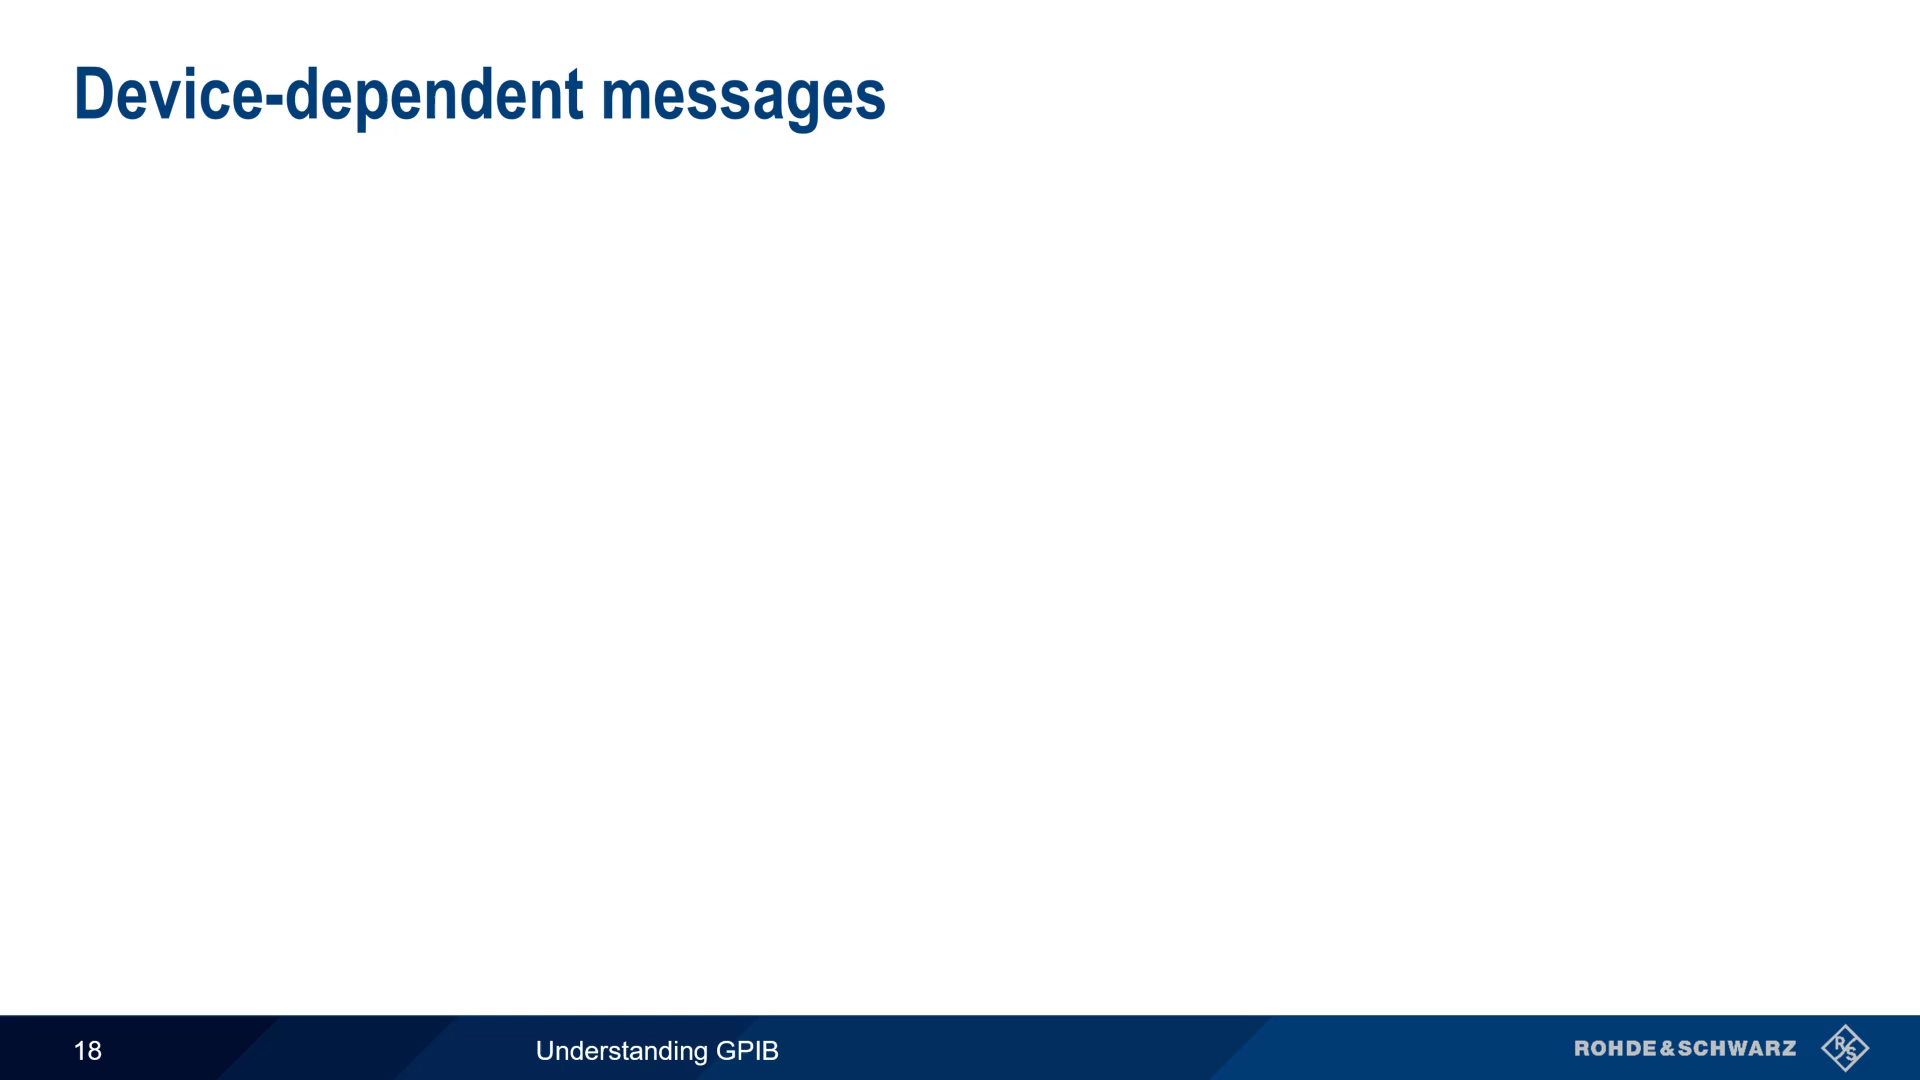 Device-dependent messages
18
Understanding GPIB
ROHDE & SCHWARZ
R S